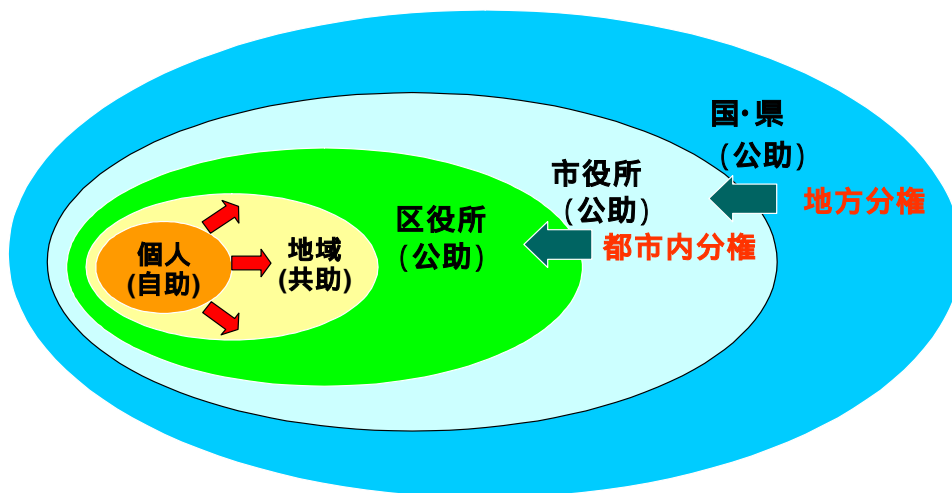 個人
(自助)
地域
(共助)
区役所
(公助)
市役所
(公助)
都市内分権
国・県
(公助)
地方分権